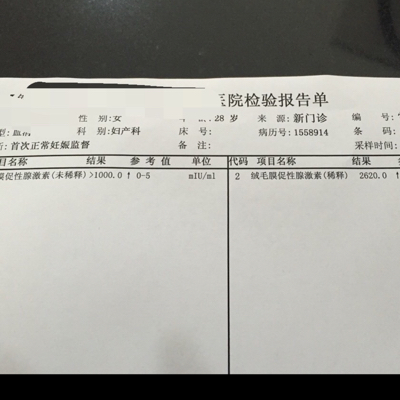 医院检验报告单
性 别:女 28 岁 来 源:新门诊 编 号:
科 别:妇产科 床 号: 病历号:1558914 条 码:
首次正常妊娠监督 备 注: 采样时间:
目名称 结果 参 考 值 单位 代码 项目名称 结果
膜促性腺激素(未稀释) >1000.0 ↑ 0-5 mIU/ml 2 绒毛膜促性腺激素(稀释) 2620.0 ↑